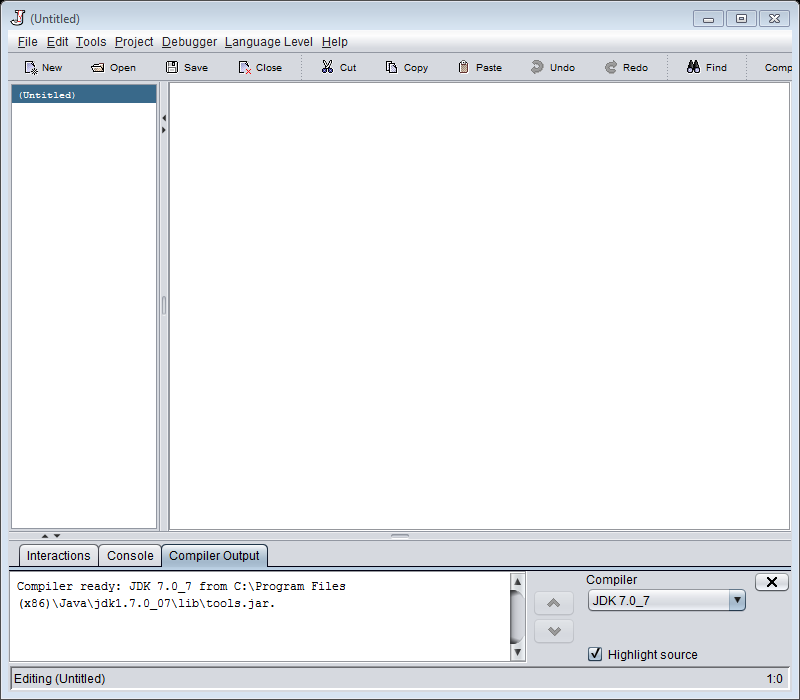 (Untitled)
File Edit Tools Project Debugger Language Level Help
New Open Save Close Cut Copy Paste Undo Redo Find Comp
(Untitled)
Interactions Console Compiler Output
Compiler ready: JDK 7.0_7 from C:\Program Files
(x86)\Java\jdk1.7.0_07\lib\tools.jar.
Compiler
JDK 7.0_7
Highlight source
Editing (Untitled) 1:0